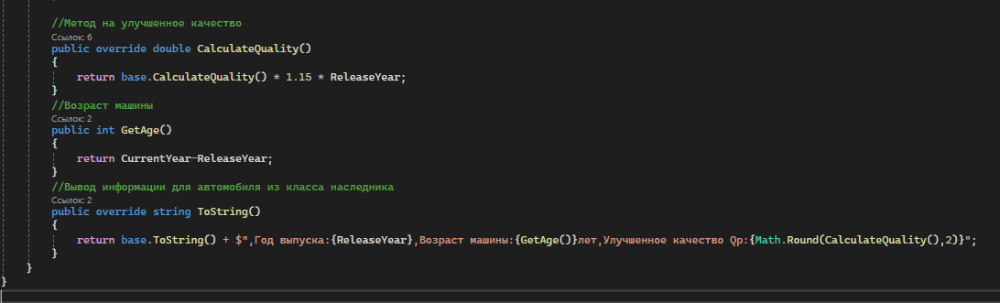 //Метод на улучшенное качество
Ссылок: 6
public override double CalculateQuality()
{
return base.CalculateQuality() * 1.15 * ReleaseYear;
}
//Возраст машины
Ссылок: 2
public int GetAge()
{
return CurrentYear-ReleaseYear;
}
//Вывод информации для автомобиля из класса наследника
Ссылок: 2
public override string ToString()
{
return base.ToString() + $",Год выпуска:{ReleaseYear},Возраст машины:{GetAge()}лет,Улучшенное качество Qp:{Math.Round(CalculateQuality(),2)}";
}
}
}